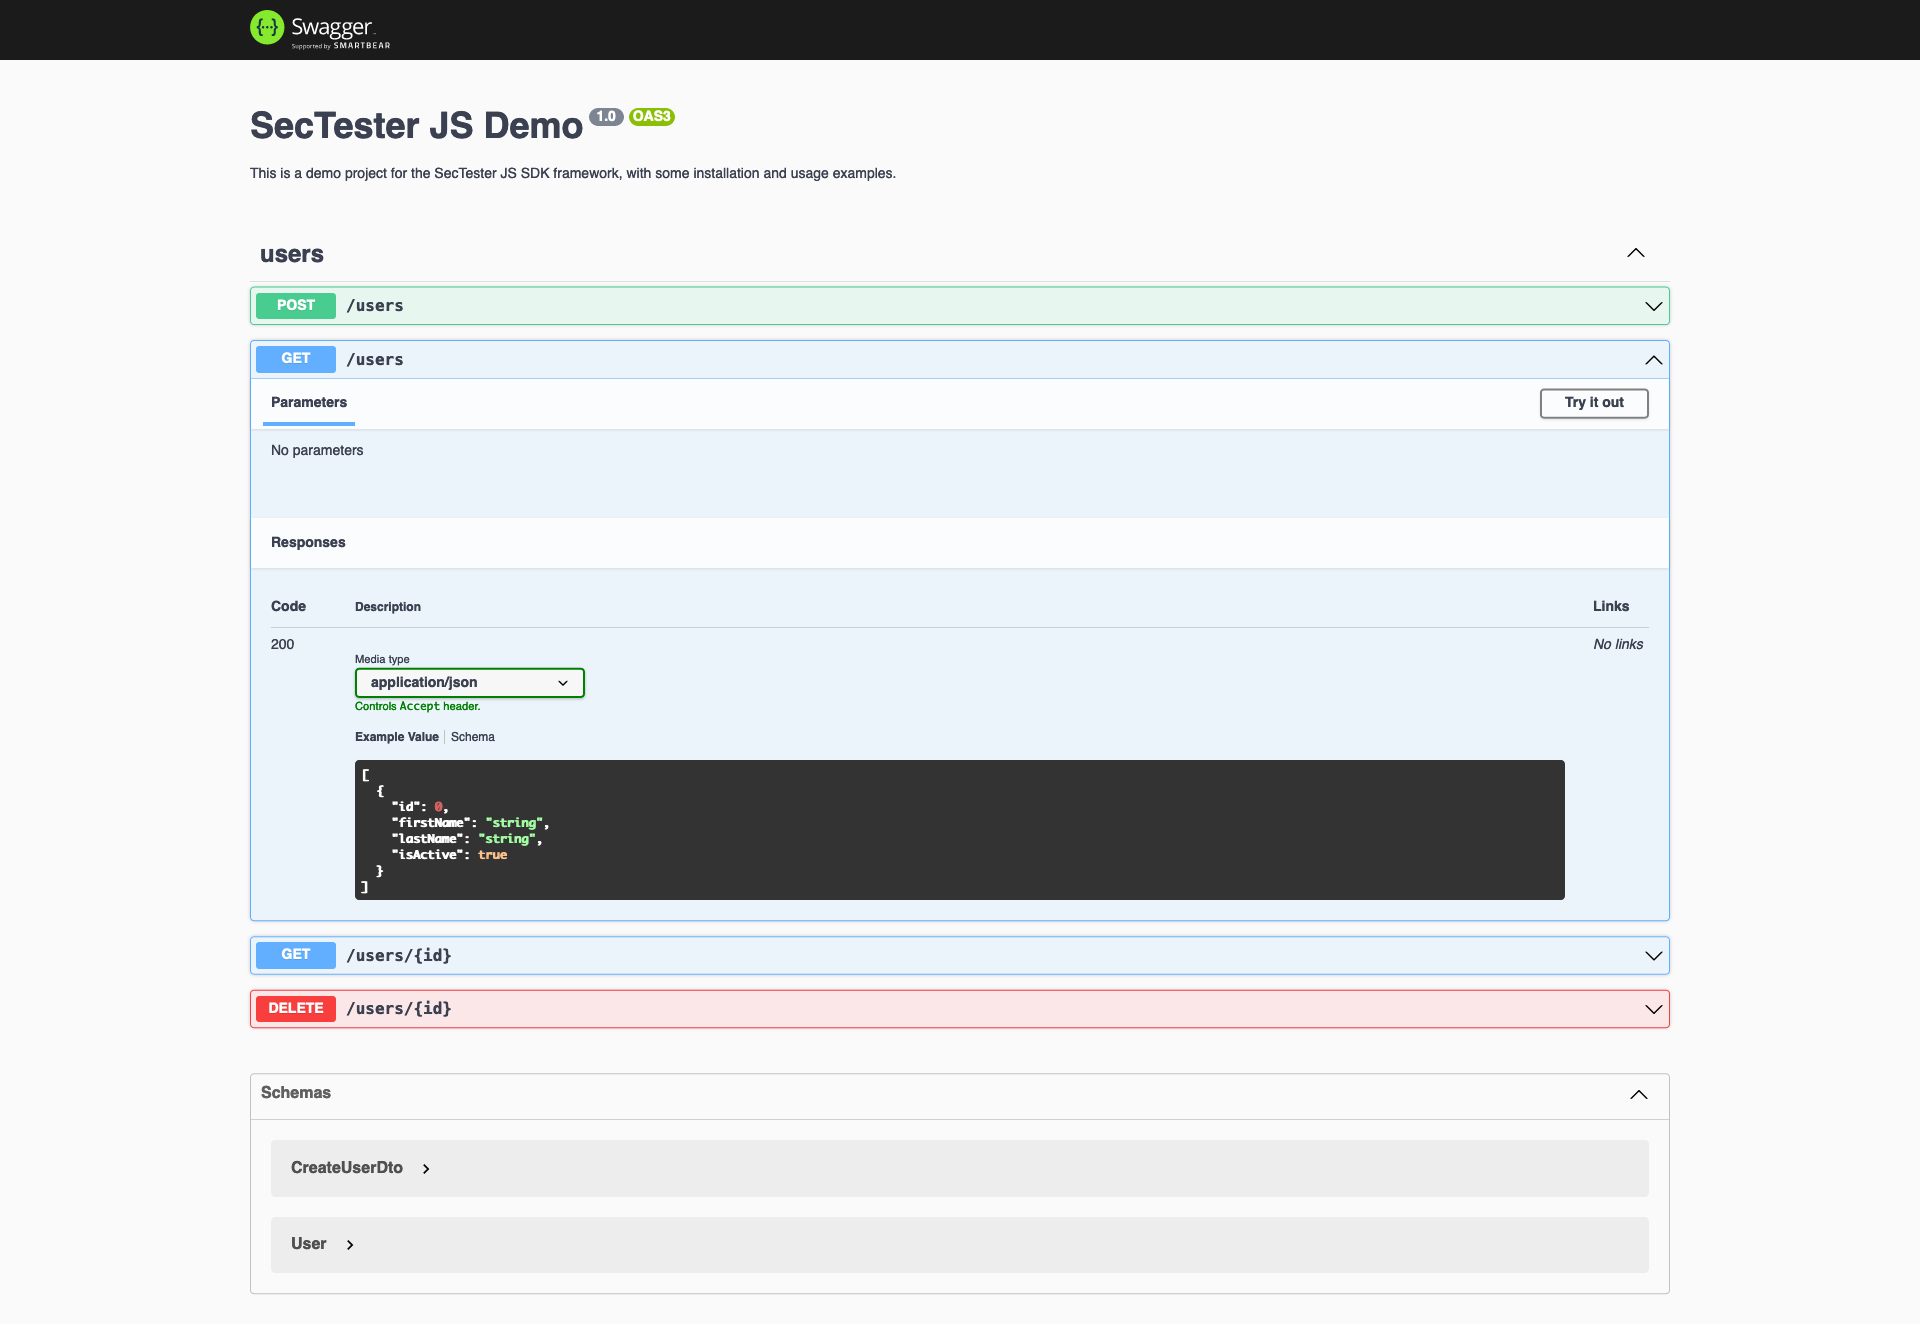 Swagger
Supported by SMARTBEAR
SecTester JS Demo 1.0 OAS3
This is a demo project for the SecTester JS SDK framework, with some installation and usage examples.
users
POST /users
GET /users
Parameters Try it out
No parameters
Responses
Code Description Links
200 No links
Media type
application/json
Controls Accept header.
Example Value Schema
[
  {
    "id": 0,
    "firstName": "string",
    "lastName": "string",
    "isActive": true
  }
]
GET /users/{id}
DELETE /users/{id}
Schemas
CreateUserDto
User